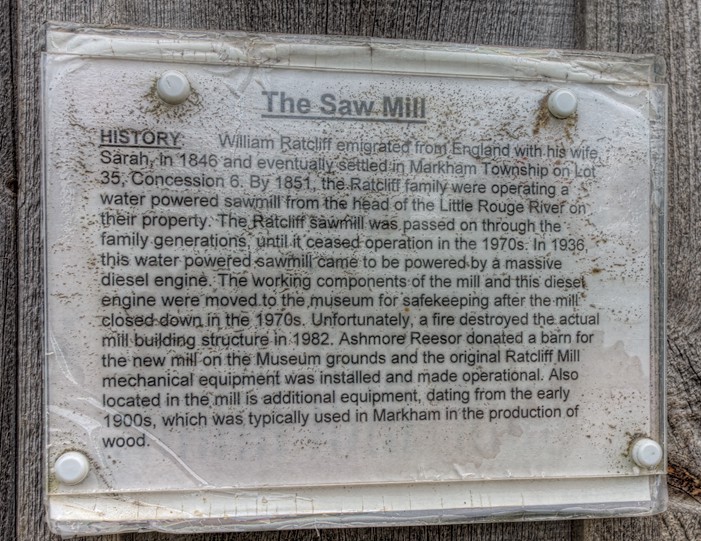 The Saw Mill
HISTORY William Ratcliff emigrated from England with his wife,
Sarah, In 1846 and eventually settled in Markham Township on Lot
35, Concession 6. By 1851, the Ratcliff family were operating a
water powered sawmill from the head of the Little Rouge River on
their property. The Ratcliff sawmill was passed on through the
family generations, until it ceased operation in the 1970s. In 1936,
this water powered sawmill came to be powered by a massive
diesel engine. The working components of the mill and this diesel
engine were moved to the museum for safekeeping after the mill
closed down in the 1970s. Unfortunately, a fire destroyed the actual
mill building structure in 1982. Ashmore Reesor donated a barn for
the new mill on the Museum grounds and the original Ratcliff Mill
mechanical equipment was installed and made operational. Also
located in the mill is additional equipment, dating from the early
1900s, which was typically used in Markham in the production of
wood.